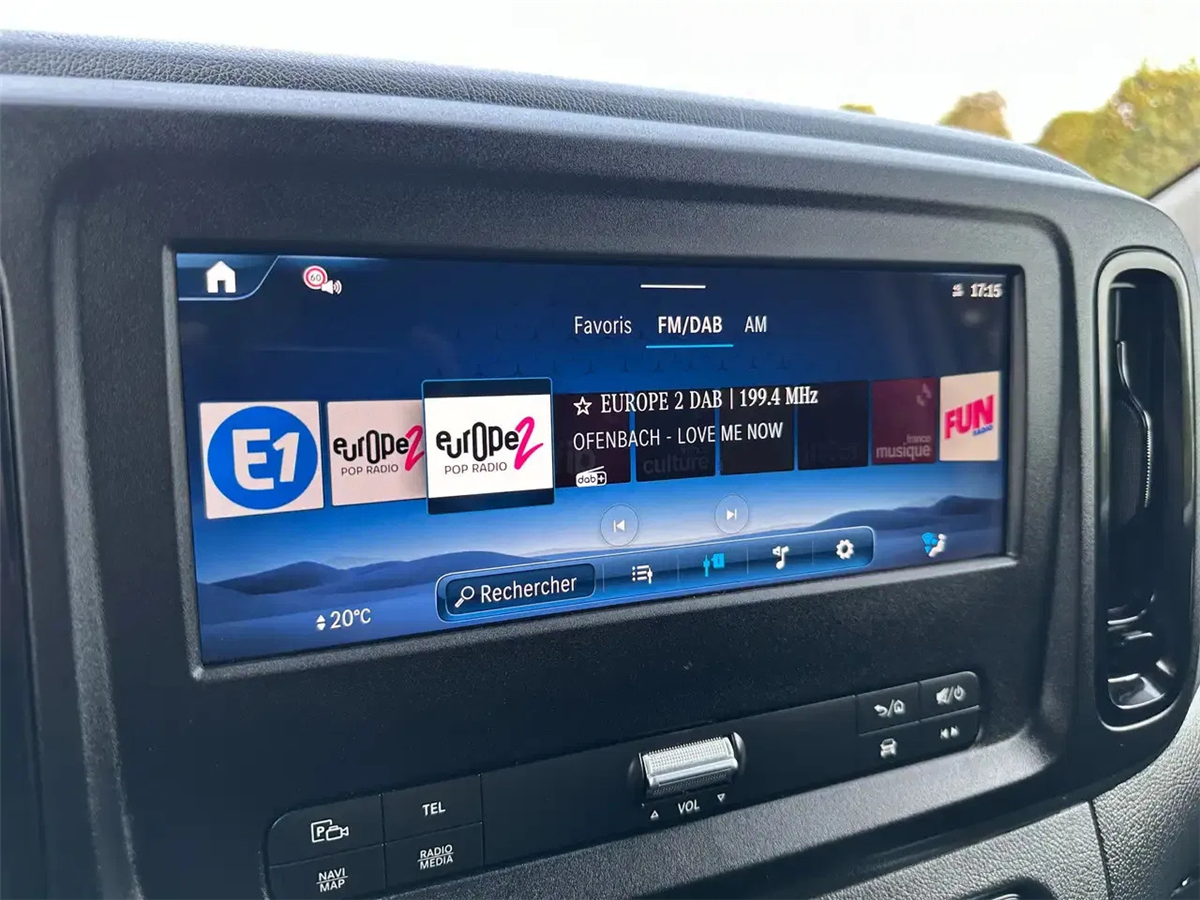 60
17:15
Favoris FM/DAB AM
E1
eurOpe2
POP RADIO
eurOpe2
POP RADIO
☆ EUROPE 2 DAB | 199.4 MHz
OFENBACH - LOVE ME NOW
dab+
culture
france
musique
FUN
RADIO
Rechercher
20°C
P
TEL
NAVI
MAP
RADIO
MEDIA
VOL